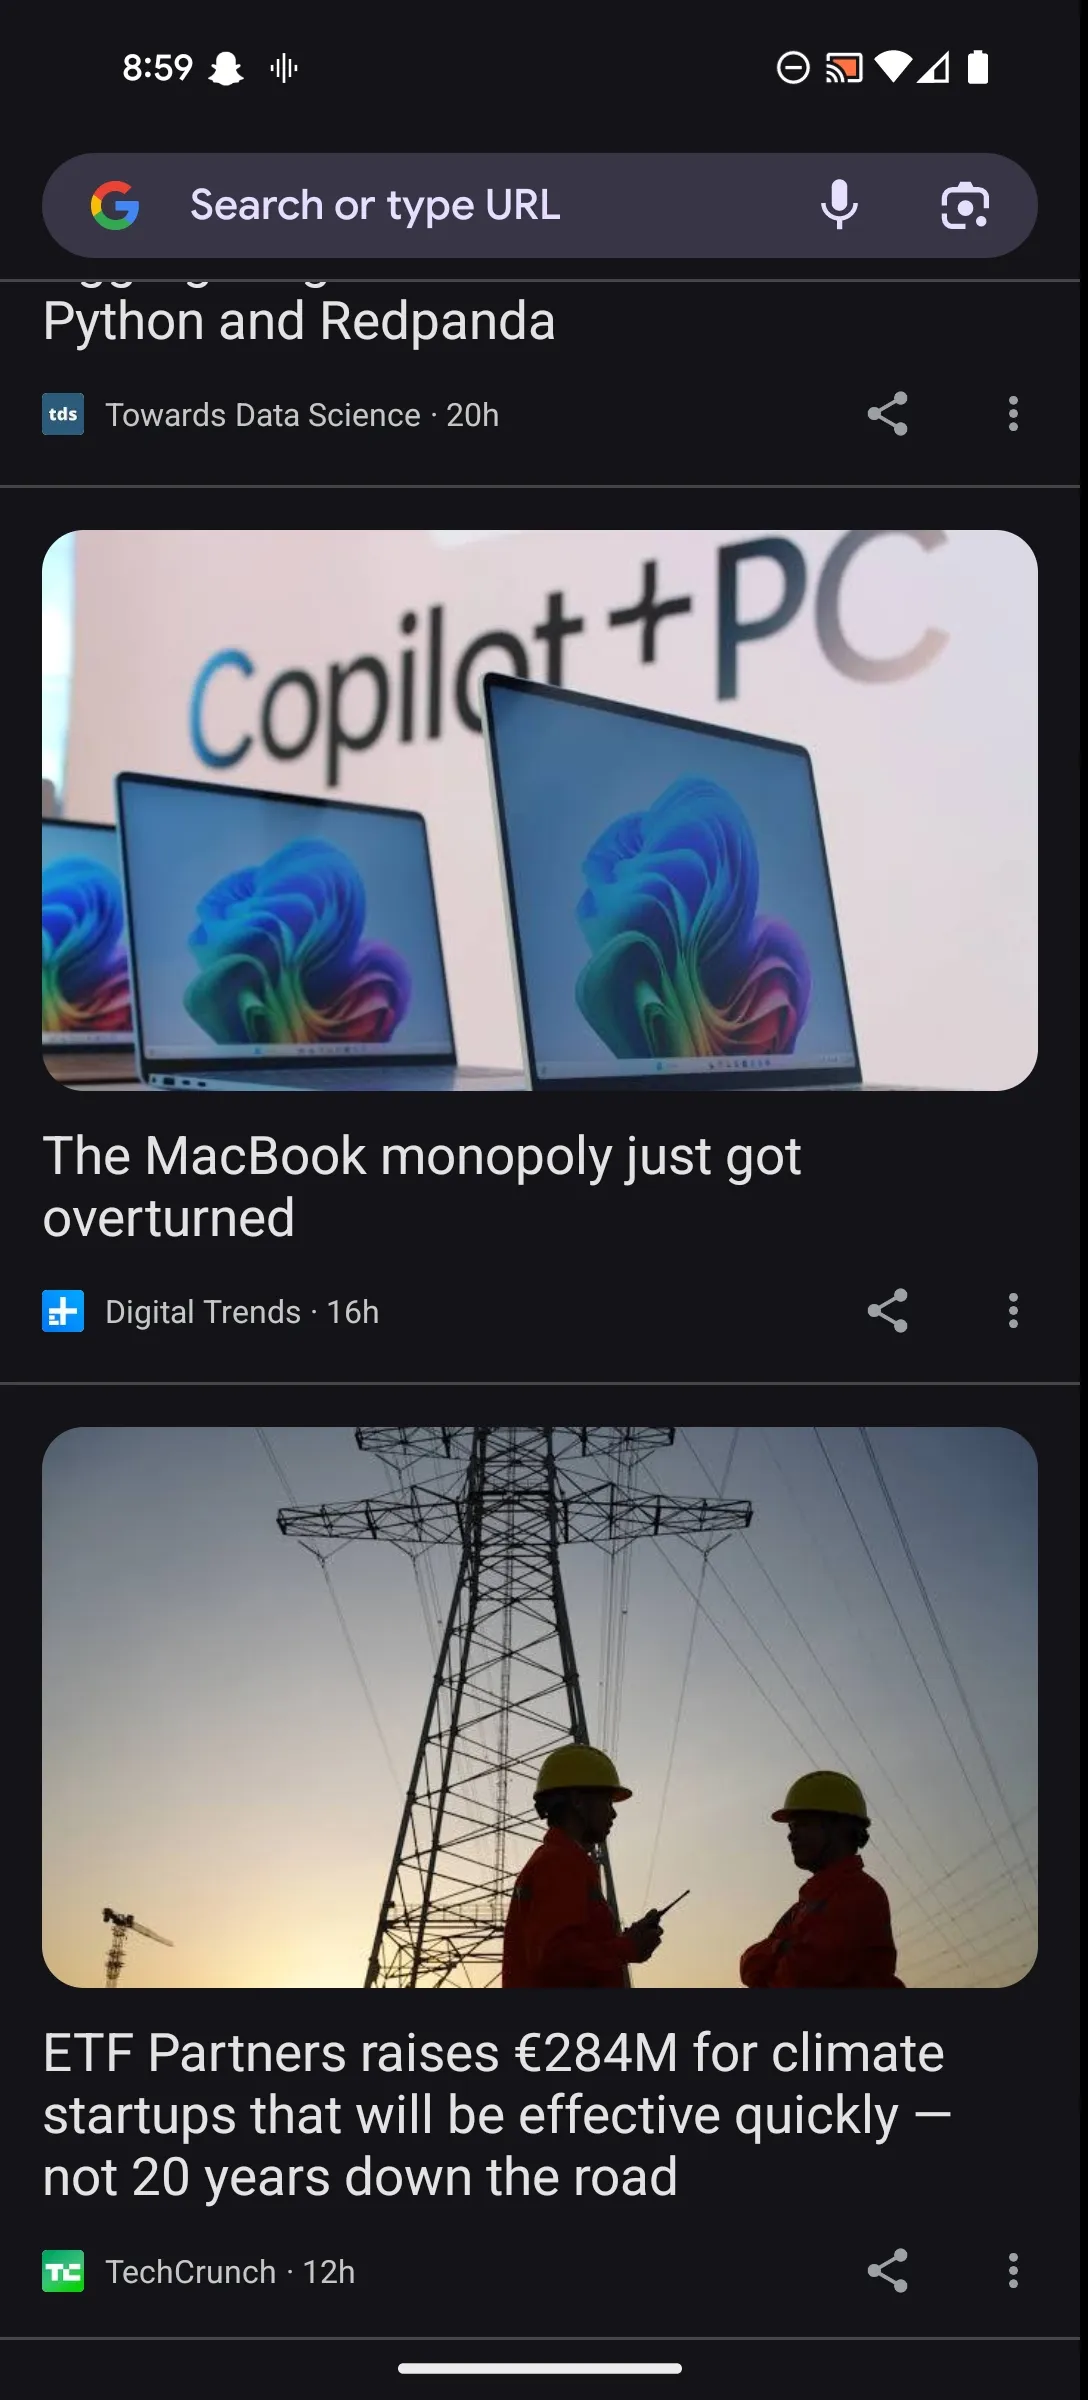 8:59
Search or type URL
Python and Redpanda
tds Towards Data Science · 20h
Copilot+PC
The MacBook monopoly just got
overturned
Digital Trends · 16h
ETF Partners raises €284M for climate
startups that will be effective quickly —
not 20 years down the road
TC TechCrunch · 12h